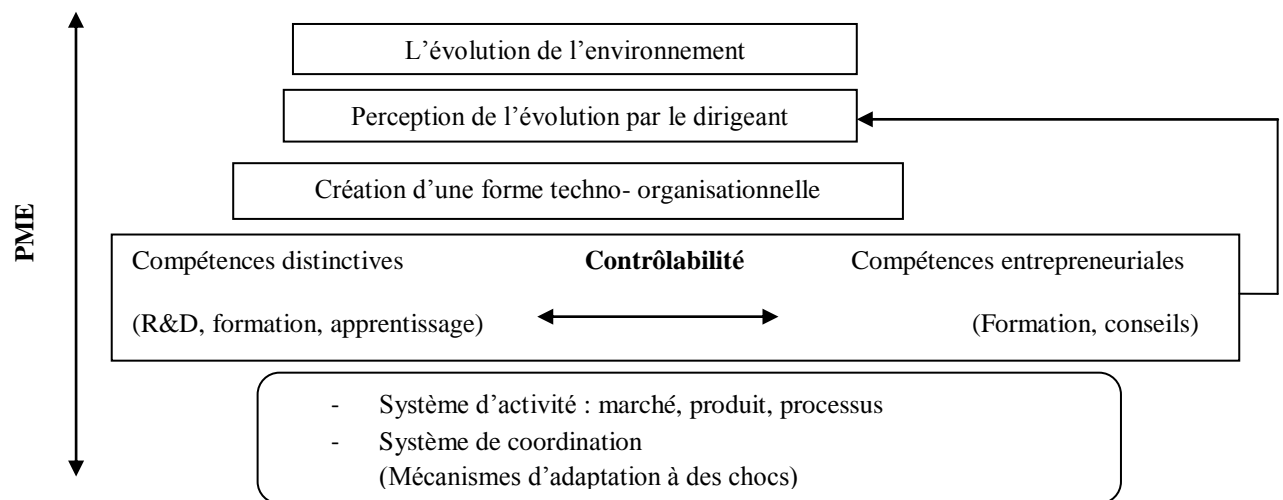 L'évolution de l'environnement
Perception de l'évolution par le dirigeant
Création d'une forme techno- organisationnelle
PME
Compétences distinctives Contrôlabilité Compétences entrepreneuriales
(R&D, formation, apprentissage) (Formation, conseils)
- Système d'activité : marché, produit, processus
- Système de coordination
(Mécanismes d'adaptation à des chocs)